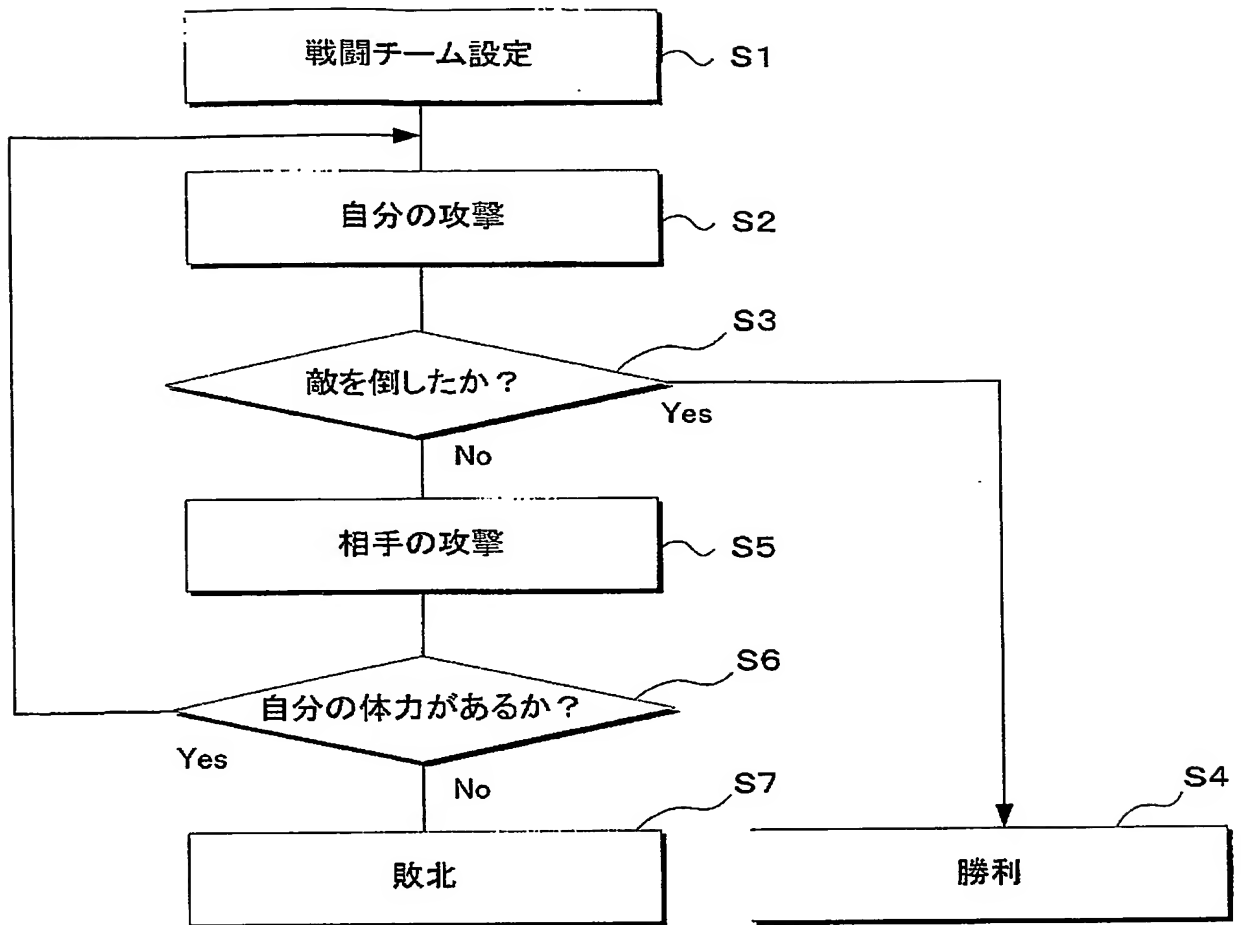 戦闘チーム設定
S1
自分の攻撃
S2
敵を倒したか？
S3
Yes
No
相手の攻撃
S5
自分の体力があるか？
S6
Yes
No
敗北
S7
勝利
S4